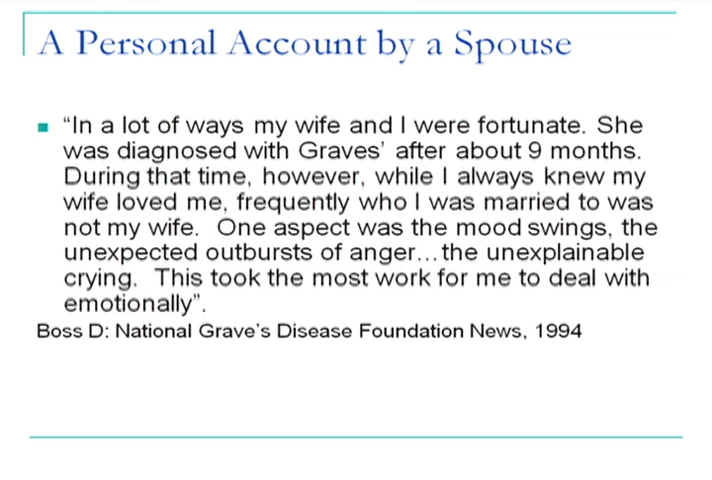 A Personal Account by a Spouse
“In a lot of ways my wife and I were fortunate. She
was diagnosed with Graves’ after about 9 months.
During that time, however, while I always knew my
wife loved me, frequently who I was married to was
not my wife.  One aspect was the mood swings, the
unexpected outbursts of anger…the unexplainable
crying.  This took the most work for me to deal with
emotionally”.
Boss D: National Grave’s Disease Foundation News, 1994